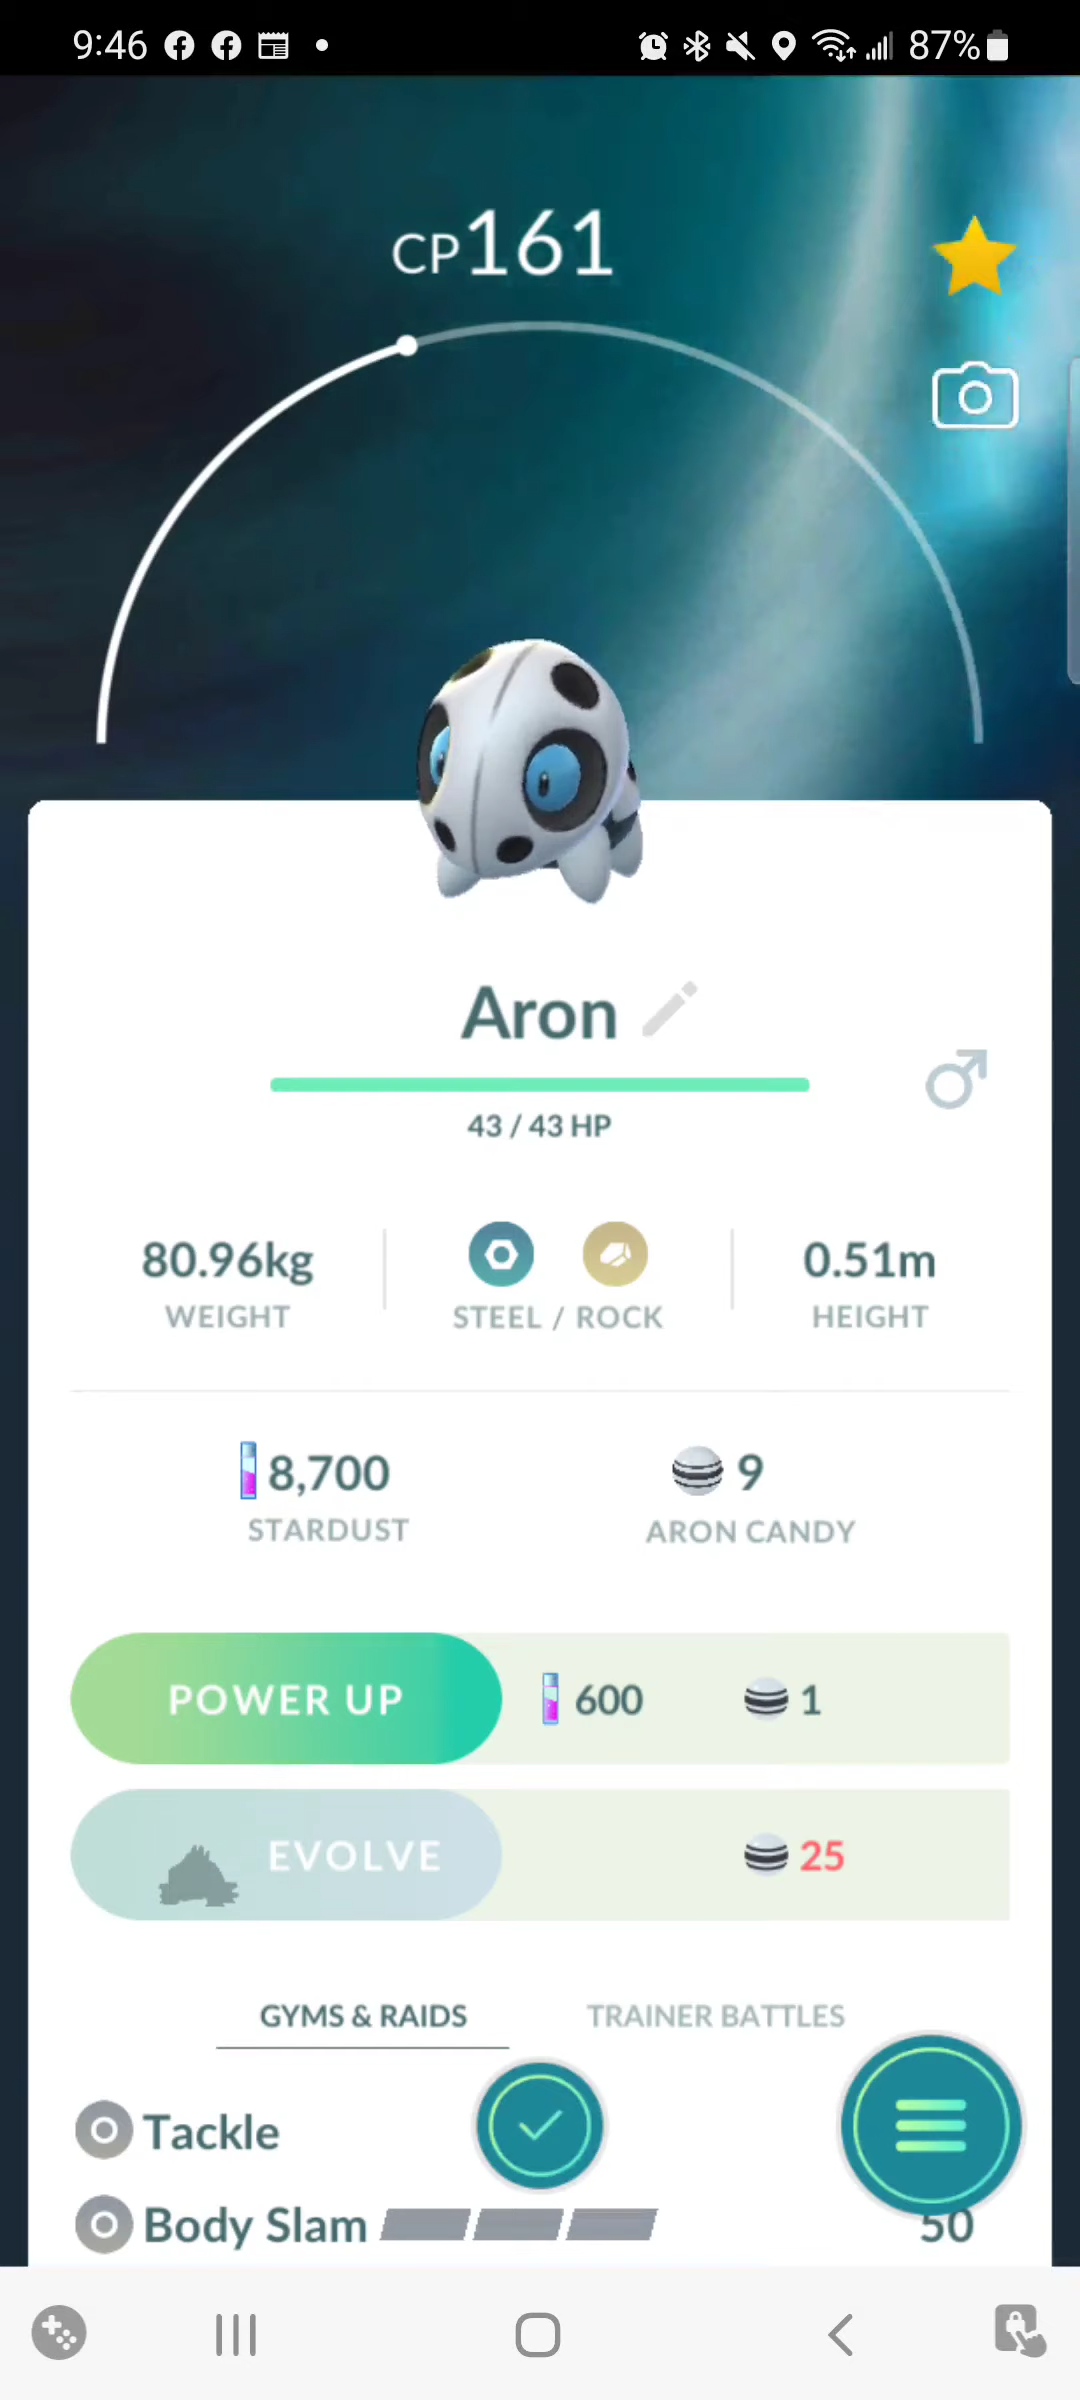 9:46 87%
CP161
Aron
43 / 43 HP
80.96kg 0.51m
WEIGHT STEEL / ROCK HEIGHT
8,700 9
STARDUST ARON CANDY
POWER UP 600 1
EVOLVE 25
GYMS & RAIDS TRAINER BATTLES
Tackle
Body Slam 50